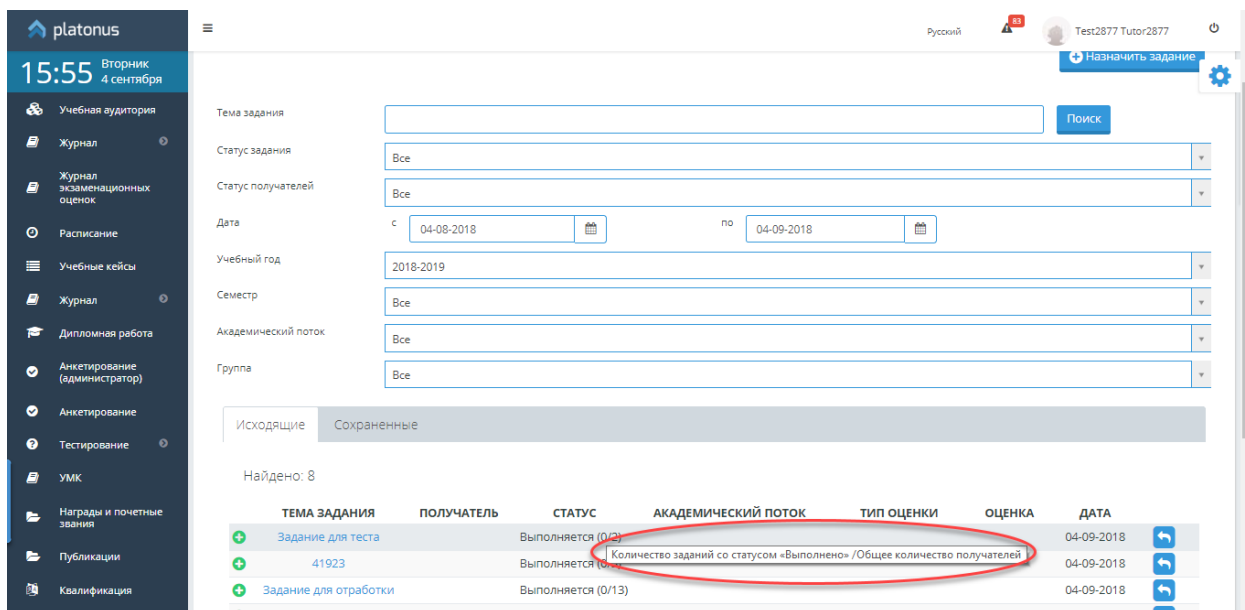 platonus
Русский
83
Test2877 Tutor2877
15:55
Вторник
4 сентября
Назначить задание
Учебная аудитория
Журнал
Журнал
экзаменационных
оценок
Расписание
Учебные кейсы
Журнал
Дипломная работа
Анкетирование
(администратор)
Анкетирование
Тестирование
УМК
Награды и почетные
звания
Публикации
Квалификация
Тема задания
Поиск
Статус задания
Все
Статус получателей
Все
Дата
с 04-08-2018 по 04-09-2018
Учебный год
2018-2019
Семестр
Все
Академический поток
Все
Группа
Все
Исходящие Сохраненные
Найдено: 8
ТЕМА ЗАДАНИЯ ПОЛУЧАТЕЛЬ СТАТУС АКАДЕМИЧЕСКИЙ ПОТОК ТИП ОЦЕНКИ ОЦЕНКА ДАТА
Задание для теста Выполняется (0/2) 04-09-2018
Количество заданий со статусом «Выполнено» /Общее количество получателей
41923 Выполняется 04-09-2018
Задание для отработки Выполняется (0/13) 04-09-2018